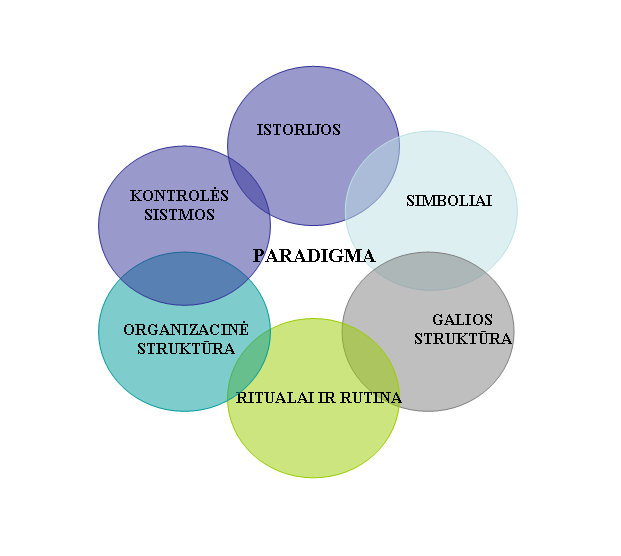 ISTORIJOS
KONTROLĖS
SISTMOS
SIMBOLIAI
PARADIGMA
ORGANIZACINĖ
STRUKTŪRA
GALIOS
STRUKTŪRA
RITUALAI IR RUTINA